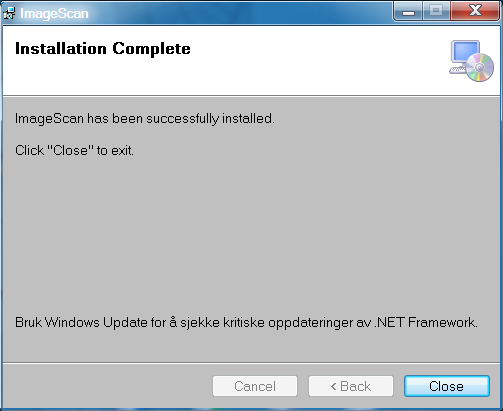 ImageScan
Installation Complete
ImageScan has been successfully installed.
Click "Close" to exit.
Bruk Windows Update for å sjekke kritiske oppdateringer av .NET Framework.
Cancel
< Back
Close